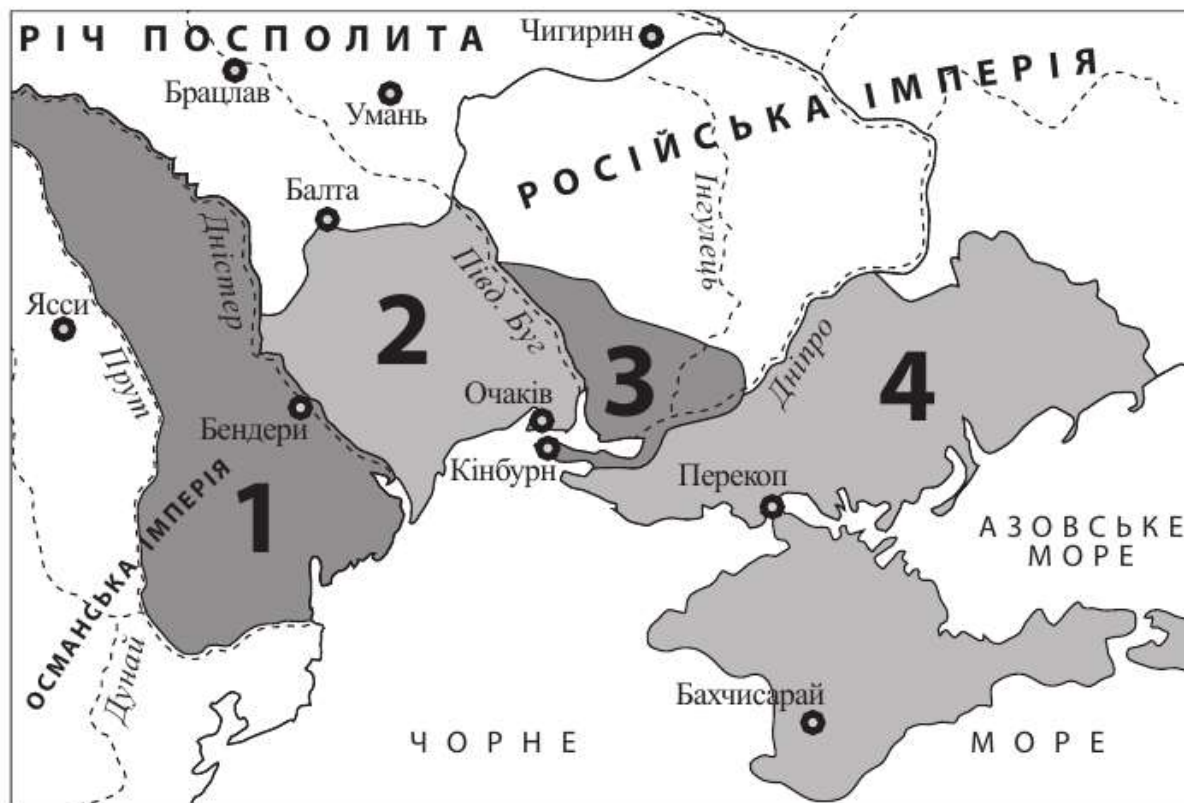 РІЧ ПОСПОЛИТА
Чигирин
Брацлав
Умань
РОСІЙСЬКА ІМПЕРІЯ
Балта
Дністер
Інгулець
Півд. Буг
Ясси
Прут
2
3
4
Дніпро
Очаків
Бендери
Кінбурн
Перекоп
1
ОСМАНСЬКА ІМПЕРІЯ
АЗОВСЬКЕ
МОРЕ
Дунай
Бахчисарай
ЧОРНЕ МОРЕ